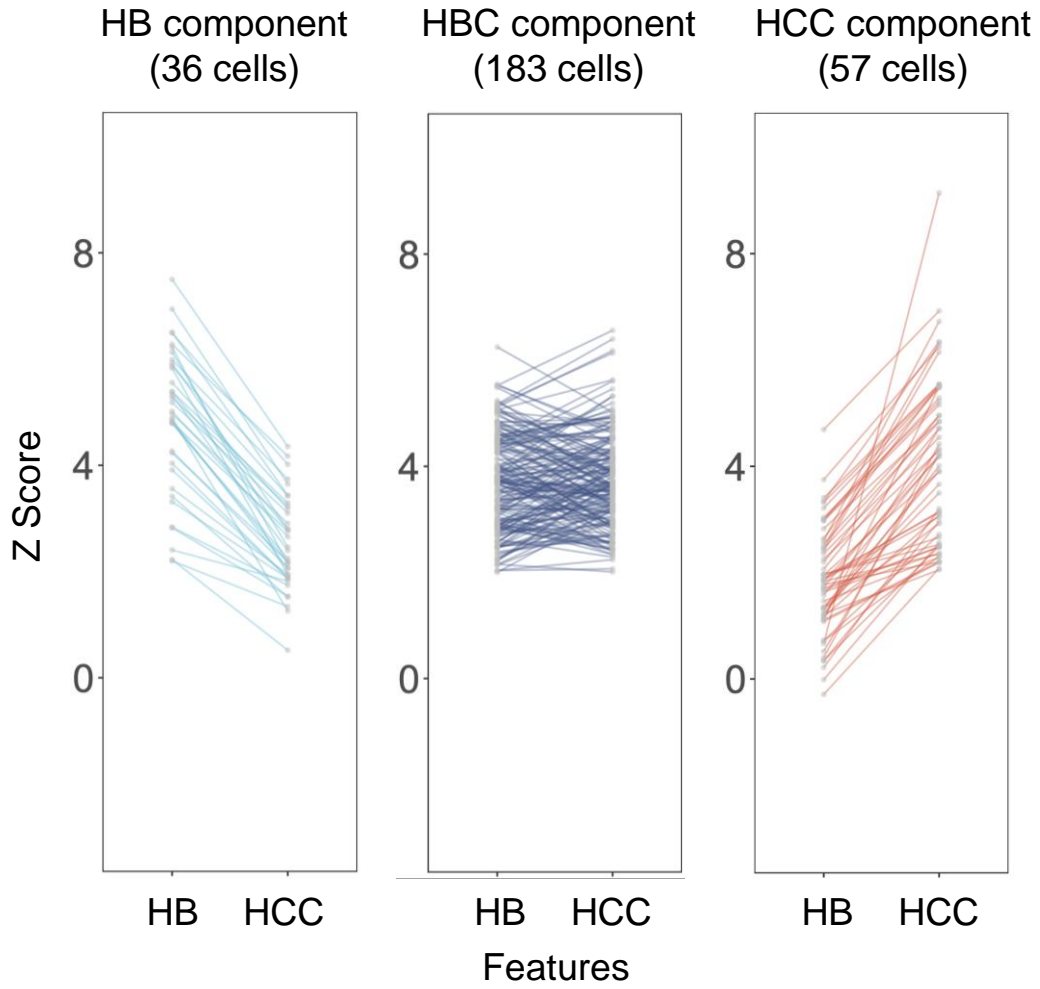 HB component
(36 cells)
HBC component
(183 cells)
HCC component
(57 cells)
Z Score
8
4
0
8
4
0
8
4
0
HB HCC
HB HCC
HB HCC
Features